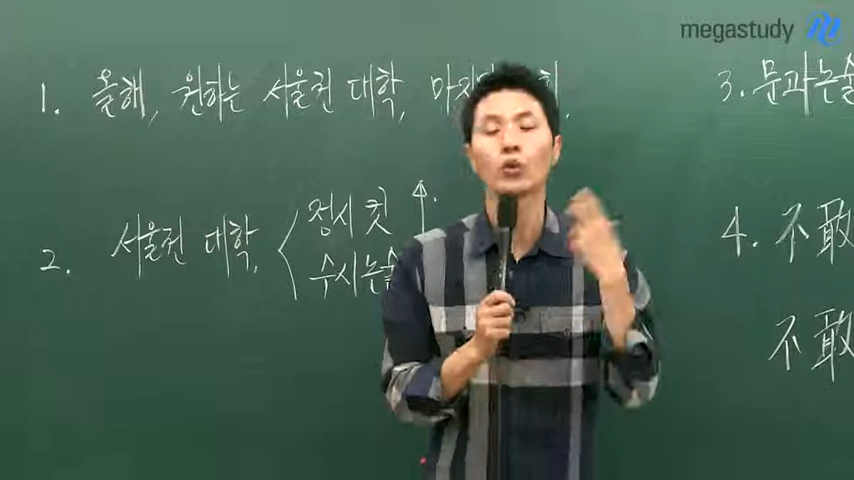 megastudy
1. 올해, 원하는 서울권 대학, 마지
3. 문과논술
2. 서울권 대학, 정시 컷 ↑.
수시논술
4. 不敢
不敢